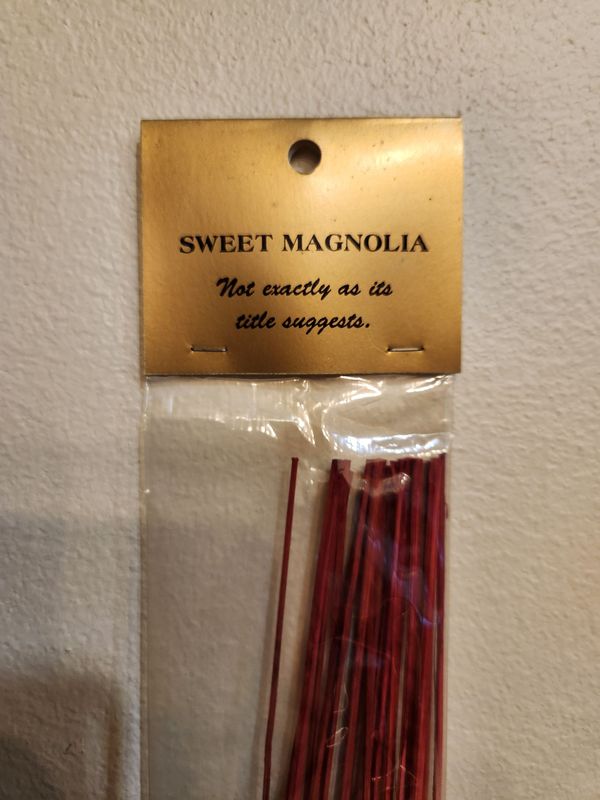 SWEET MAGNOLIA
Not exactly as its
title suggests.